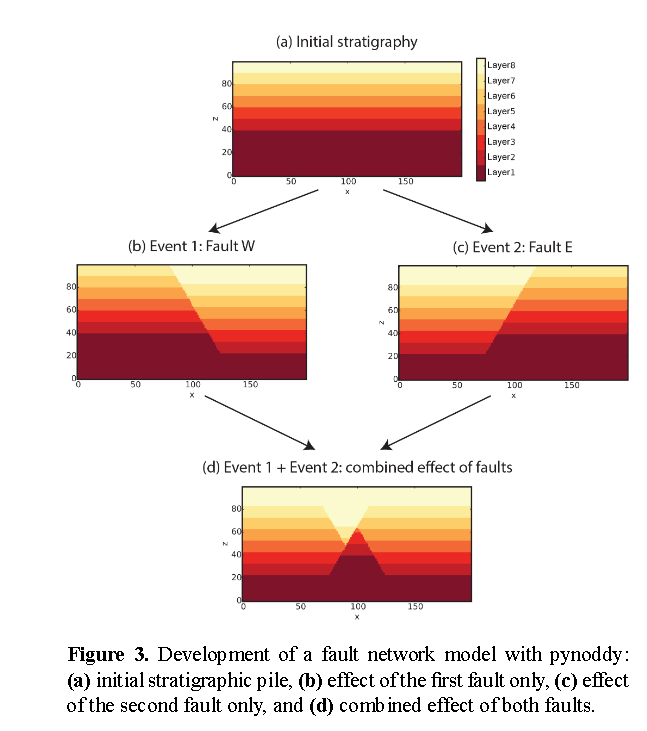 (a) Initial stratigraphy
Layer8
Layer7
Layer6
Layer5
Layer4
Layer3
Layer2
Layer1
80
60
40
20
0
z
0 50 100 150
x
(b) Event 1: Fault W
80
60
40
20
0
0 50 100 150
x
(c) Event 2: Fault E
80
60
40
20
0
z
0 50 100 150
x
(d) Event 1 + Event 2: combined effect of faults
80
60
40
20
0
z
0 50 100 150
x
Figure 3. Development of a fault network model with pynoddy:
(a) initial stratigraphic pile, (b) effect of the first fault only, (c) effect
of the second fault only, and (d) combined effect of both faults.